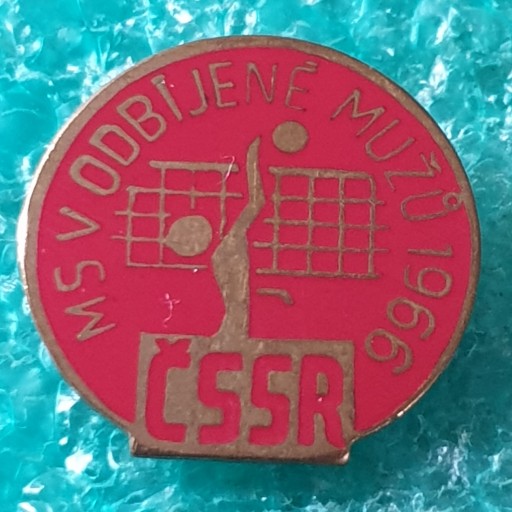 MS V ODBÍJENÉ MUŽŮ 1966
ČSSR